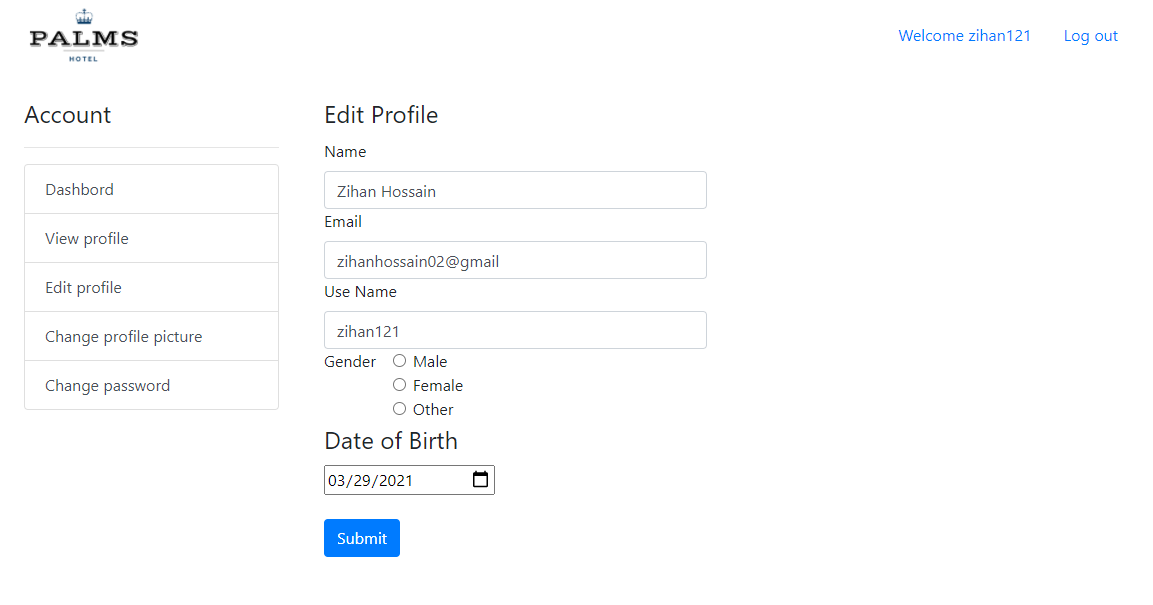 PALMS
HOTEL
Welcome zihan121 Log out
Account
Dashbord
View profile
Edit profile
Change profile picture
Change password
Edit Profile
Name
Zihan Hossain
Email
zihanhossain02@gmail
Use Name
zihan121
Gender Male
Female
Other
Date of Birth
03/29/2021
Submit